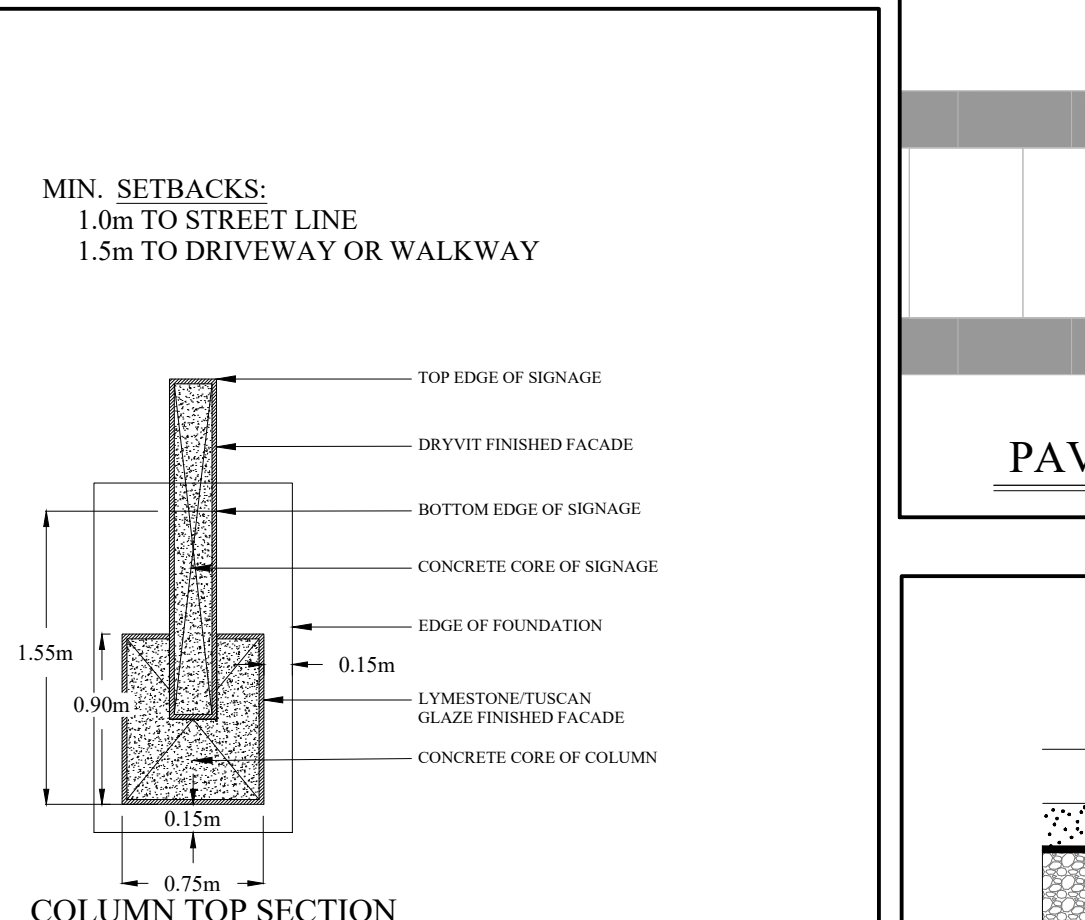 MIN. SETBACKS:
1.0m TO STREET LINE
1.5m TO DRIVEWAY OR WALKWAY
TOP EDGE OF SIGNAGE
DRYVIT FINISHED FACADE
BOTTOM EDGE OF SIGNAGE
CONCRETE CORE OF SIGNAGE
EDGE OF FOUNDATION
1.55m
0.15m
0.90m
LYMESTONE/TUSCAN
GLAZE FINISHED FACADE
CONCRETE CORE OF COLUMN
0.15m
0.75m
COLUMN TOP SECTION
PAV